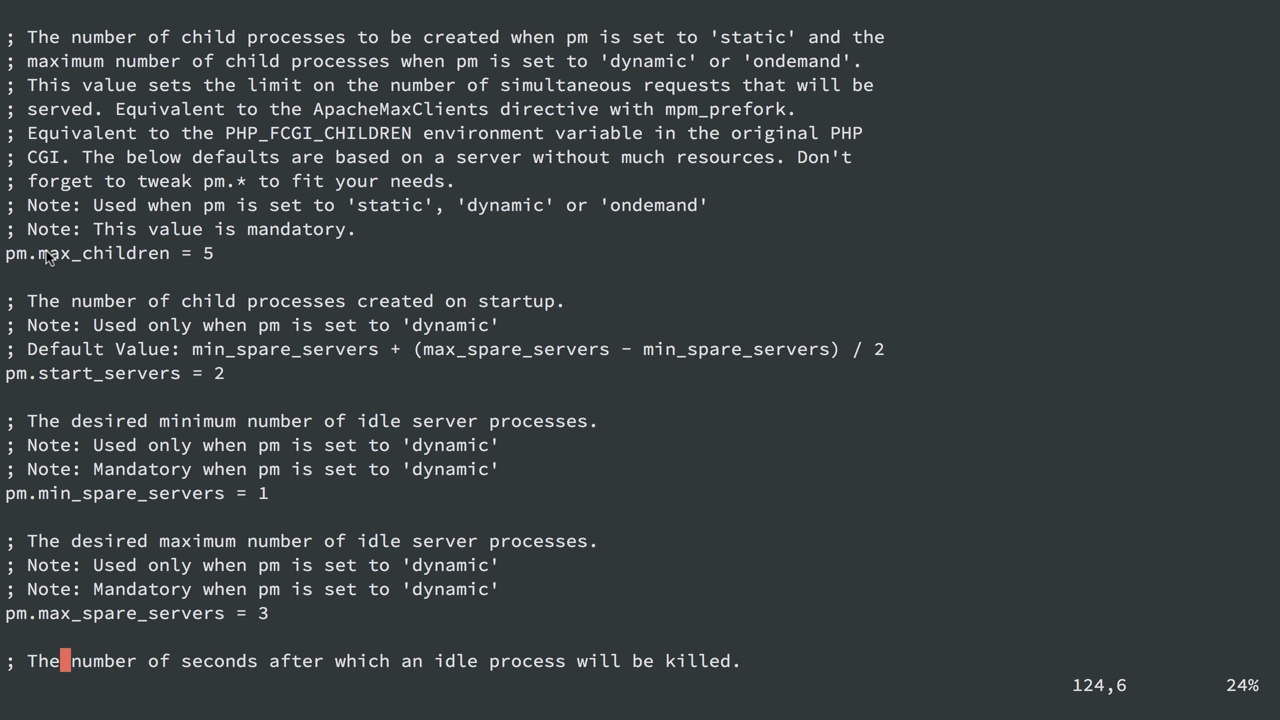 ; The number of child processes to be created when pm is set to 'static' and the
; maximum number of child processes when pm is set to 'dynamic' or 'ondemand'.
; This value sets the limit on the number of simultaneous requests that will be
; served. Equivalent to the ApacheMaxClients directive with mpm_prefork.
; Equivalent to the PHP_FCGI_CHILDREN environment variable in the original PHP
; CGI. The below defaults are based on a server without much resources. Don't
; forget to tweak pm.* to fit your needs.
; Note: Used when pm is set to 'static', 'dynamic' or 'ondemand'
; Note: This value is mandatory.
pm.max_children = 5
; The number of child processes created on startup.
; Note: Used only when pm is set to 'dynamic'
; Default Value: min_spare_servers + (max_spare_servers - min_spare_servers) / 2
pm.start_servers = 2
; The desired minimum number of idle server processes.
; Note: Used only when pm is set to 'dynamic'
; Note: Mandatory when pm is set to 'dynamic'
pm.min_spare_servers = 1
; The desired maximum number of idle server processes.
; Note: Used only when pm is set to 'dynamic'
; Note: Mandatory when pm is set to 'dynamic'
pm.max_spare_servers = 3
; The number of seconds after which an idle process will be killed.
124,6 24%